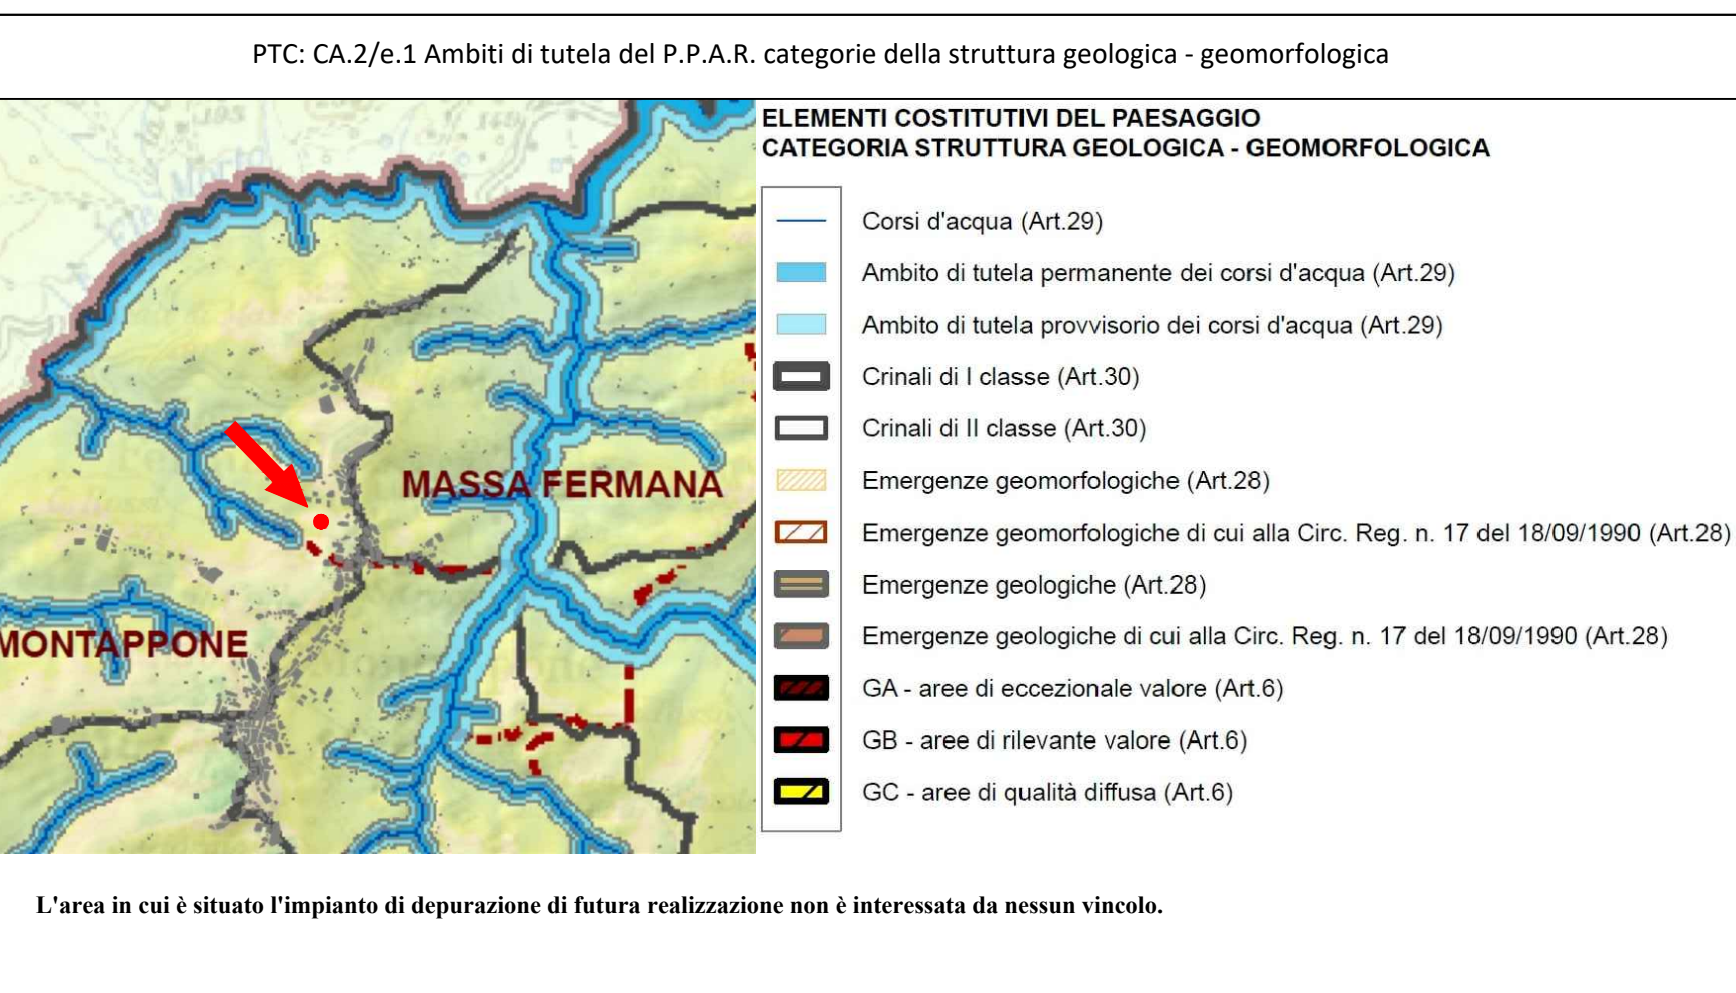 PTC: CA.2/e.1 Ambiti di tutela del P.P.A.R. categorie della struttura geologica - geomorfologica
ELEMENTI COSTITUTIVI DEL PAESAGGIO
CATEGORIA STRUTTURA GEOLOGICA - GEOMORFOLOGICA
Corsi d'acqua (Art.29)
Ambito di tutela permanente dei corsi d'acqua (Art.29)
Ambito di tutela provvisorio dei corsi d'acqua (Art.29)
Crinali di I classe (Art.30)
Crinali di II classe (Art.30)
Emergenze geomorfologiche (Art.28)
Emergenze geomorfologiche di cui alla Circ. Reg. n. 17 del 18/09/1990 (Art.28)
Emergenze geologiche (Art.28)
Emergenze geologiche di cui alla Circ. Reg. n. 17 del 18/09/1990 (Art.28)
GA - aree di eccezionale valore (Art.6)
GB - aree di rilevante valore (Art.6)
GC - aree di qualità diffusa (Art.6)
MASSA FERMANA
MONTAPPONE
L'area in cui è situato l'impianto di depurazione di futura realizzazione non è interessata da nessun vincolo.